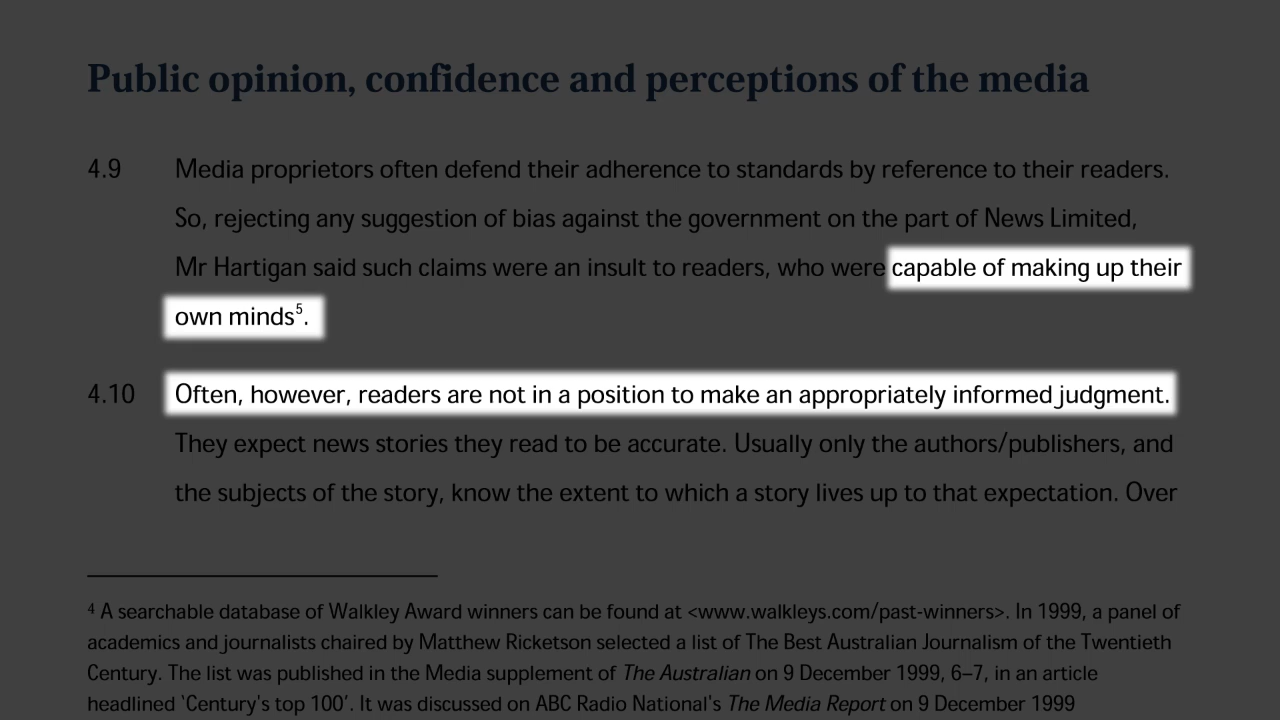 Public opinion, confidence and perceptions of the media
4.9 Media proprietors often defend their adherence to standards by reference to their readers.
So, rejecting any suggestion of bias against the government on the part of News Limited,
Mr Hartigan said such claims were an insult to readers, who were capable of making up their
own minds⁵.
4.10 Often, however, readers are not in a position to make an appropriately informed judgment.
They expect news stories they read to be accurate. Usually only the authors/publishers, and
the subjects of the story, know the extent to which a story lives up to that expectation. Over
⁴ A searchable database of Walkley Award winners can be found at <www.walkleys.com/past-winners>. In 1999, a panel of
academics and journalists chaired by Matthew Ricketson selected a list of The Best Australian Journalism of the Twentieth
Century. The list was published in the Media supplement of The Australian on 9 December 1999, 6–7, in an article
headlined 'Century's top 100'. It was discussed on ABC Radio National's The Media Report on 9 December 1999